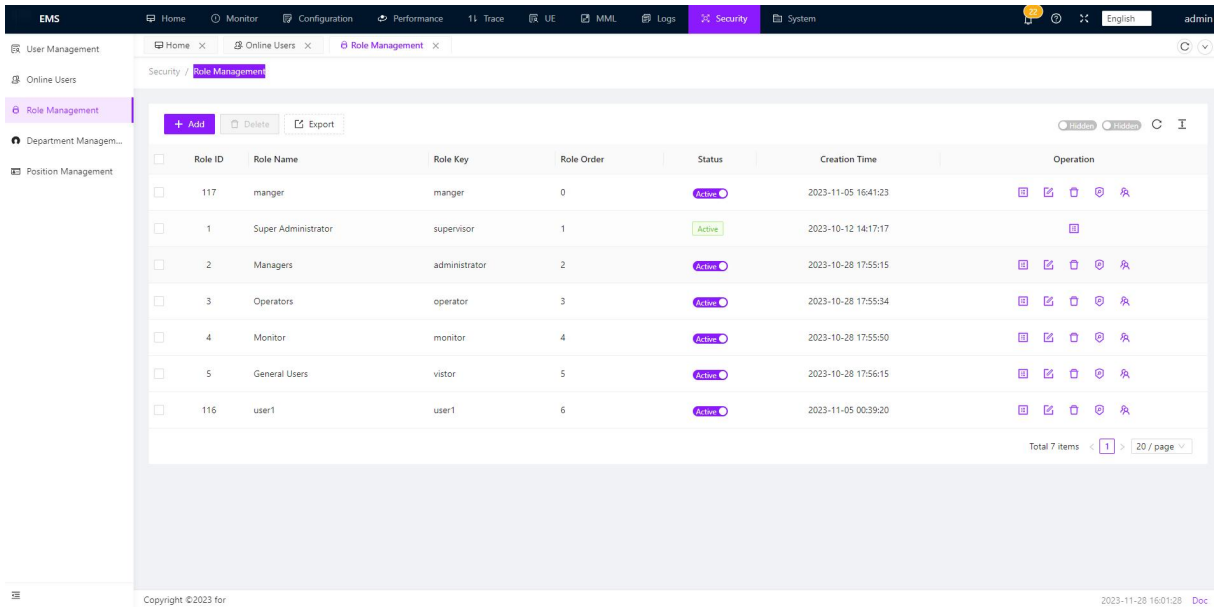 EMS Home Monitor Configuration Performance Trace UE MML Logs Security System 22 English admin
User Management
Online Users
Role Management
Department Managem...
Position Management
Home Online Users Role Management
Security / Role Management
+ Add Delete Export Hidden Hidden
Role ID Role Name Role Key Role Order Status Creation Time Operation
117 manger manger 0 Active 2023-11-05 16:41:23
1 Super Administrator supervisor 1 Active 2023-10-12 14:17:17
2 Managers administrator 2 Active 2023-10-28 17:55:15
3 Operators operator 3 Active 2023-10-28 17:55:34
4 Monitor monitor 4 Active 2023-10-28 17:55:50
5 General Users vistor 5 Active 2023-10-28 17:56:15
116 user1 user1 6 Active 2023-11-05 00:39:20
Total 7 items < 1 > 20 / page
Copyright ©2023 for 2023-11-28 16:01:28 Doc